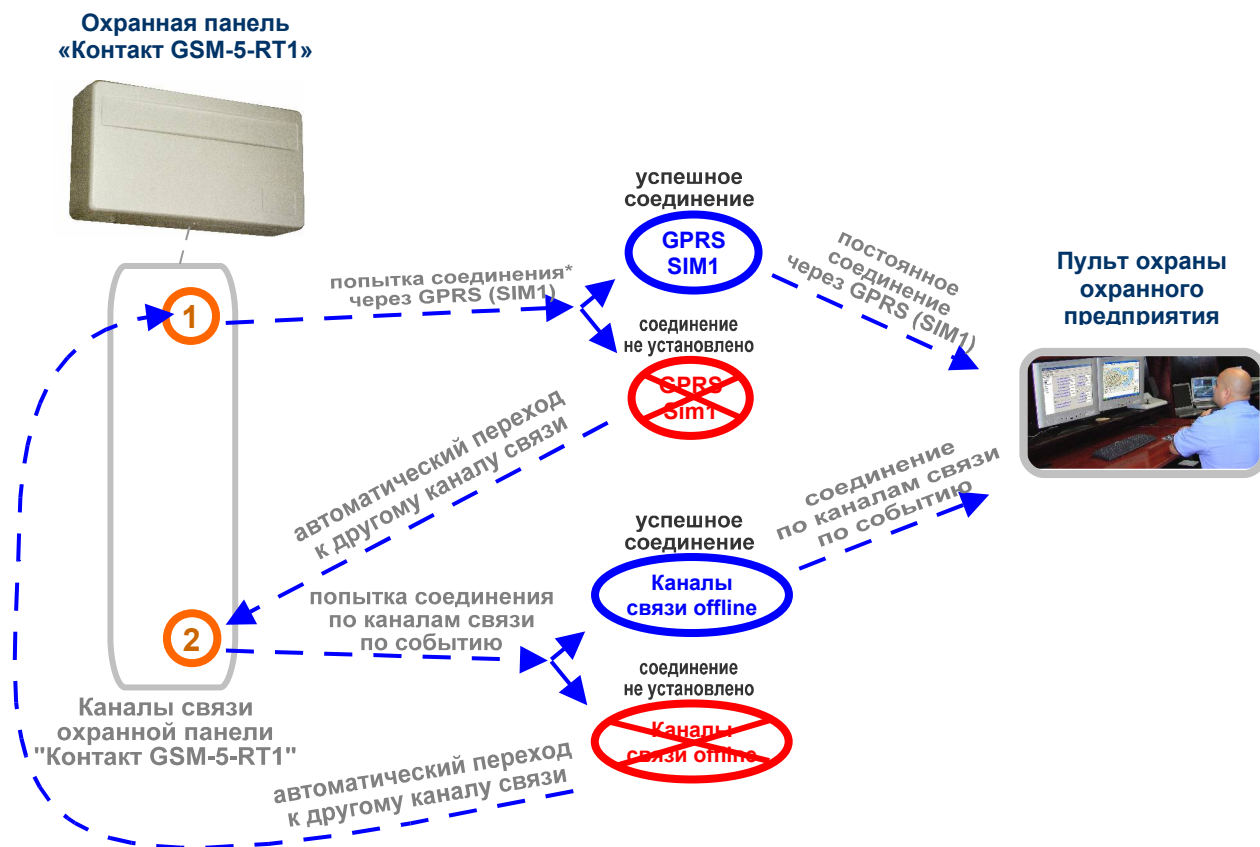 Охранная панель
«Контакт GSM-5-RT1»
успешное
соединение
GPRS
SIM1
попытка соединения*
через GPRS (SIM1)
1
постоянное
соединение
через GPRS (SIM1)
Пульт охраны
охранного
предприятия
соединение
не установлено
GPRS
Sim1
автоматический переход
к другому каналу связи
соединение
по каналам связи
по событию
успешное
соединение
Каналы
связи offline
попытка соединения
по каналам связи
по событию
2
соединение
не установлено
Каналы
связи offline
Каналы связи
охранной панели
"Контакт GSM-5-RT1"
автоматический переход
к другому каналу связи